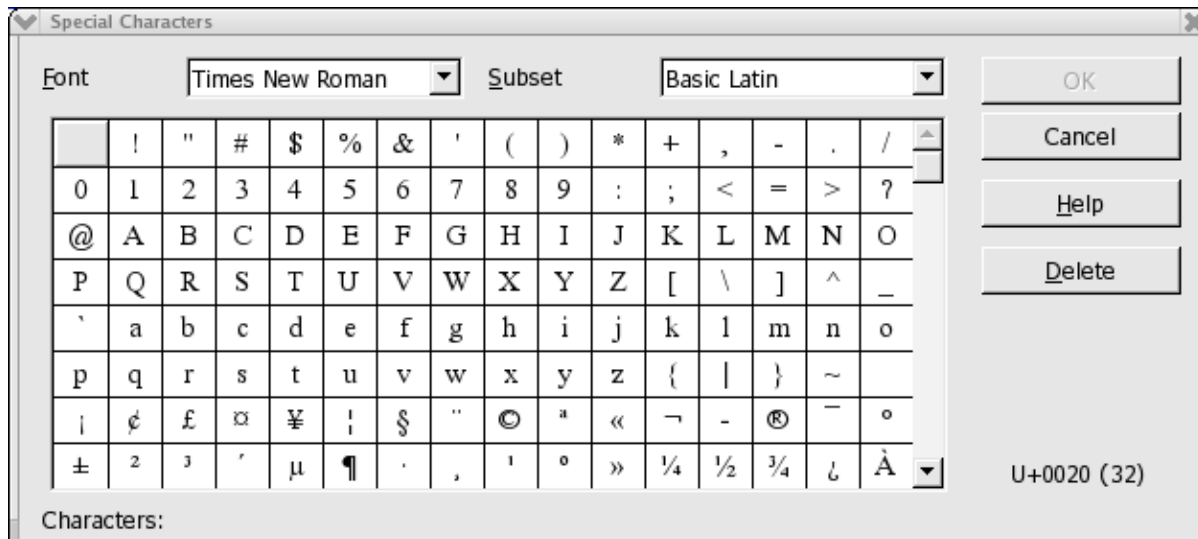 Special Characters
Font Times New Roman Subset Basic Latin OK
! " # $ % & ' ( ) * + , - . / Cancel
0 1 2 3 4 5 6 7 8 9 : ; < = > ? Help
@ A B C D E F G H I J K L M N O
P Q R S T U V W X Y Z [ \ ] ^ _ Delete
` a b c d e f g h i j k l m n o
p q r s t u v w x y z { | } ~
¡ ¢ £ ¤ ¥ ¦ § ¨ © ª « ¬ - ® ¯ °
± ² ³ ´ µ ¶ · ¸ ¹ º » ¼ ½ ¾ ¿ À U+0020 (32)
Characters: